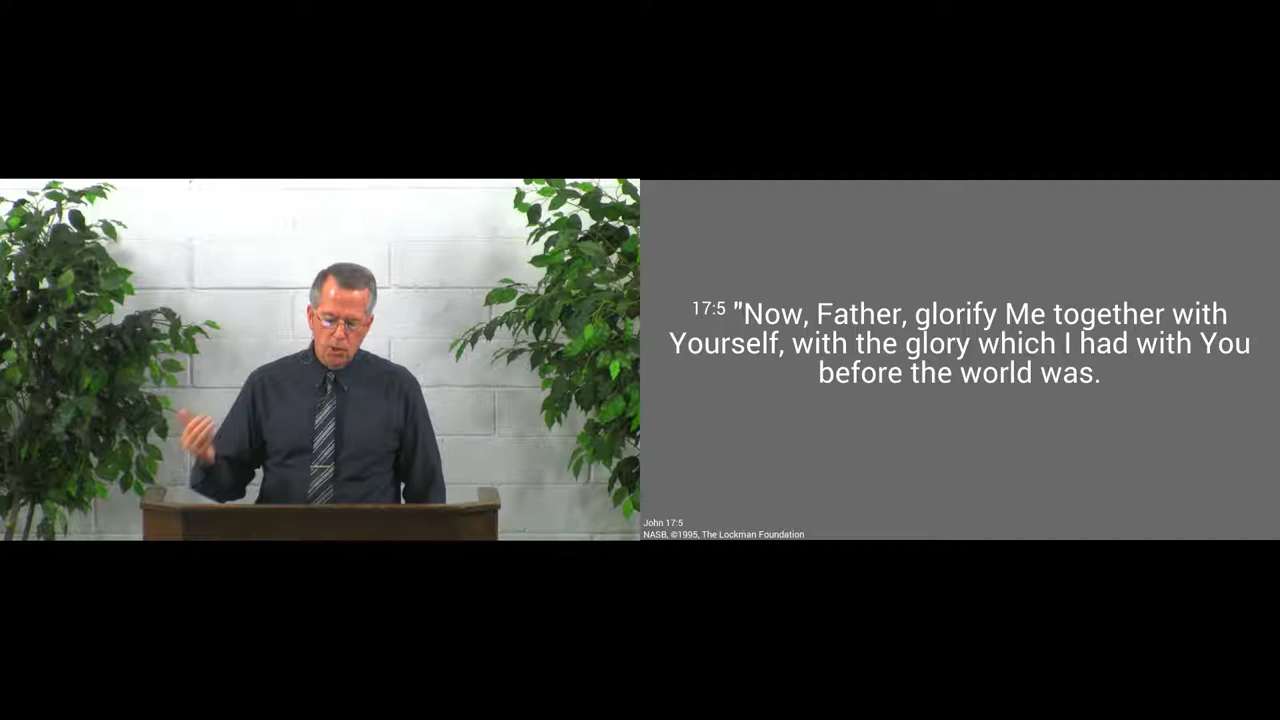 17:5 "Now, Father, glorify Me together with
Yourself, with the glory which I had with You
before the world was.
John 17:5
NASB, ©1995, The Lockman Foundation